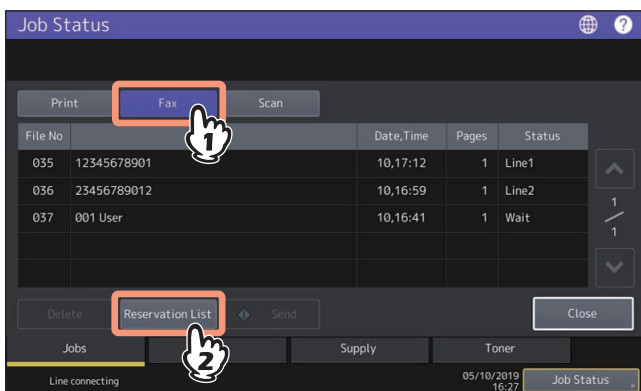 Job Status ?
Print Fax Scan
1
File No Date,Time Pages Status
035 12345678901 10,17:12 1 Line1
036 23456789012 10,16:59 1 Line2
037 001 User 10,16:41 1 Wait
1
1
Delete Reservation List Send Close
2
Jobs Supply Toner
Line connecting 05/10/2019
16:27 Job Status